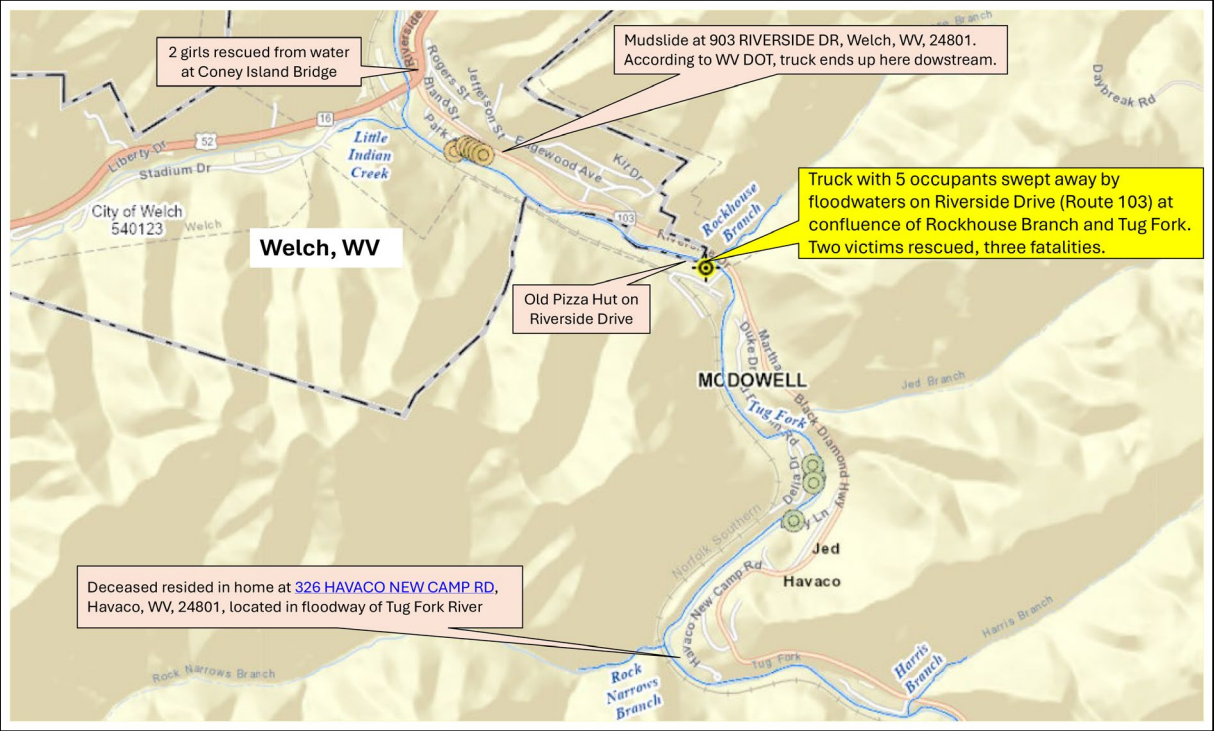 2 girls rescued from water
at Coney Island Bridge
Mudslide at 903 RIVERSIDE DR, Welch, WV, 24801.
According to WV DOT, truck ends up here dowstream.
Riverside
Rogers St
Jefferson St
Bland St
Park
Edgewood Ave
Kir Dr
Branch
Daybreak Rd
16
52
Liberty Dr
Stadium Dr
Little
Indian
Creek
City of Welch
540123
Welch
Welch, WV
103
Rockhouse
Branch
Truck with 5 occupants swept away by
floodwaters on Riverside Drive (Route 103) at
confluence of Rockhouse Branch and Tug Fork.
Two victims rescued, three fatalities.
Old Pizza Hut on
Riverside Drive
Duke Dr
Martha
MCDOWELL
Jed Branch
Black Diamond Hwy
Tug Fork
Rd
Delta Dr
Ln
Norfolk Southern
Jed
Havaco
Deceased resided in home at 326 HAVACO NEW CAMP RD,
Havaco, WV, 24801, located in floodway of Tug Fork River
Havaco New Camp Rd
Tug Fork
Harris Branch
Harris
Branch
Rock Narrows Branch
Rock
Narrows
Branch